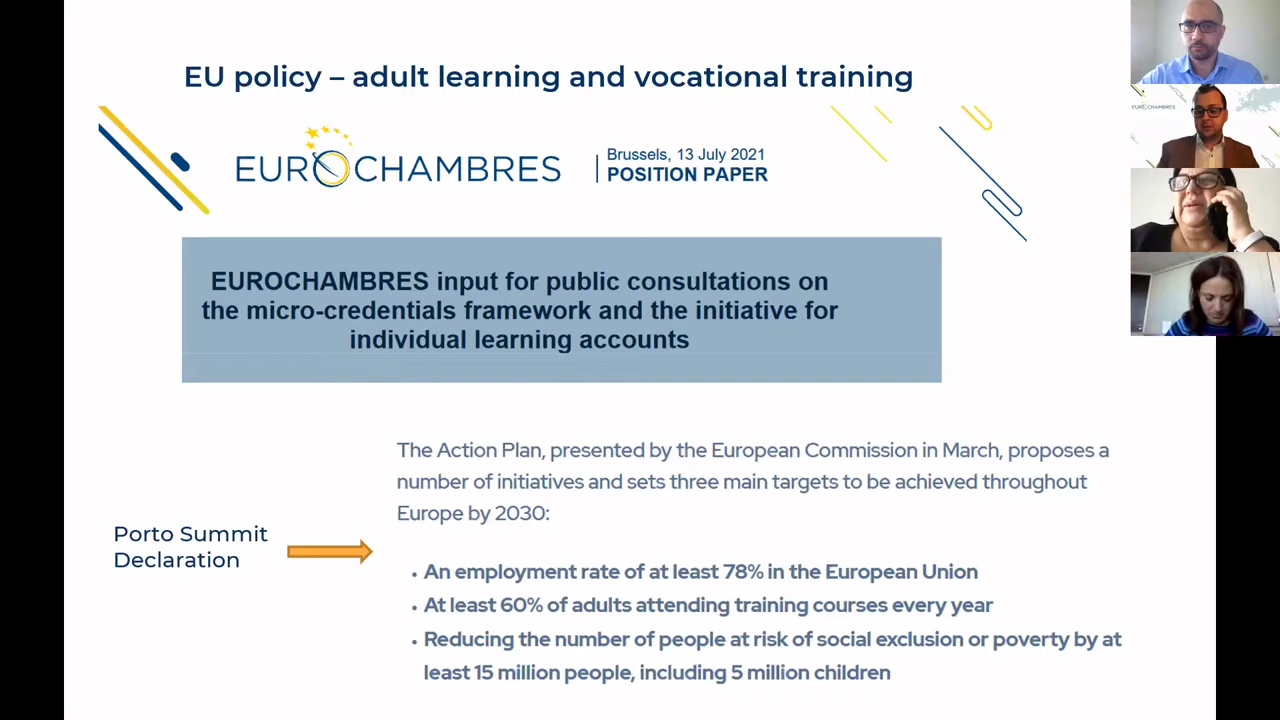 EU policy – adult learning and vocational training
EUROCHAMBRES
Brussels, 13 July 2021
POSITION PAPER
EUROCHAMBRES input for public consultations on
the micro-credentials framework and the initiative for
individual learning accounts
The Action Plan, presented by the European Commission in March, proposes a
number of initiatives and sets three main targets to be achieved throughout
Europe by 2030:
Porto Summit
Declaration
• An employment rate of at least 78% in the European Union
• At least 60% of adults attending training courses every year
• Reducing the number of people at risk of social exclusion or poverty by at
least 15 million people, including 5 million children
EUROCHAMBRES